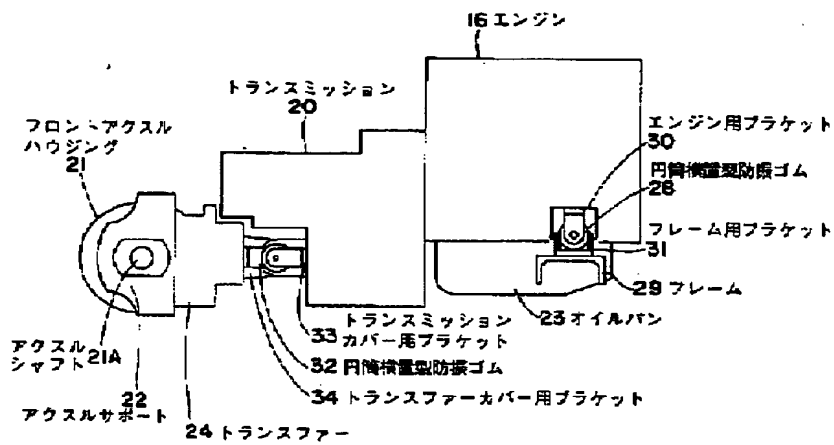 16 エンジン
トランスミッション
20
フロントアクスル
ハウジング 21
エンジン用ブラケット
30
円筒横置型防振ゴム
28
フレーム用ブラケット
31
29 フレーム
23 オイルパン
33 トランスミッション
カバー用ブラケット
32 円筒横置型防振ゴム
34 トランスファーカバー用ブラケット
アクスル
シャフト 21A
22
アクスルサポート
24 トランスファー